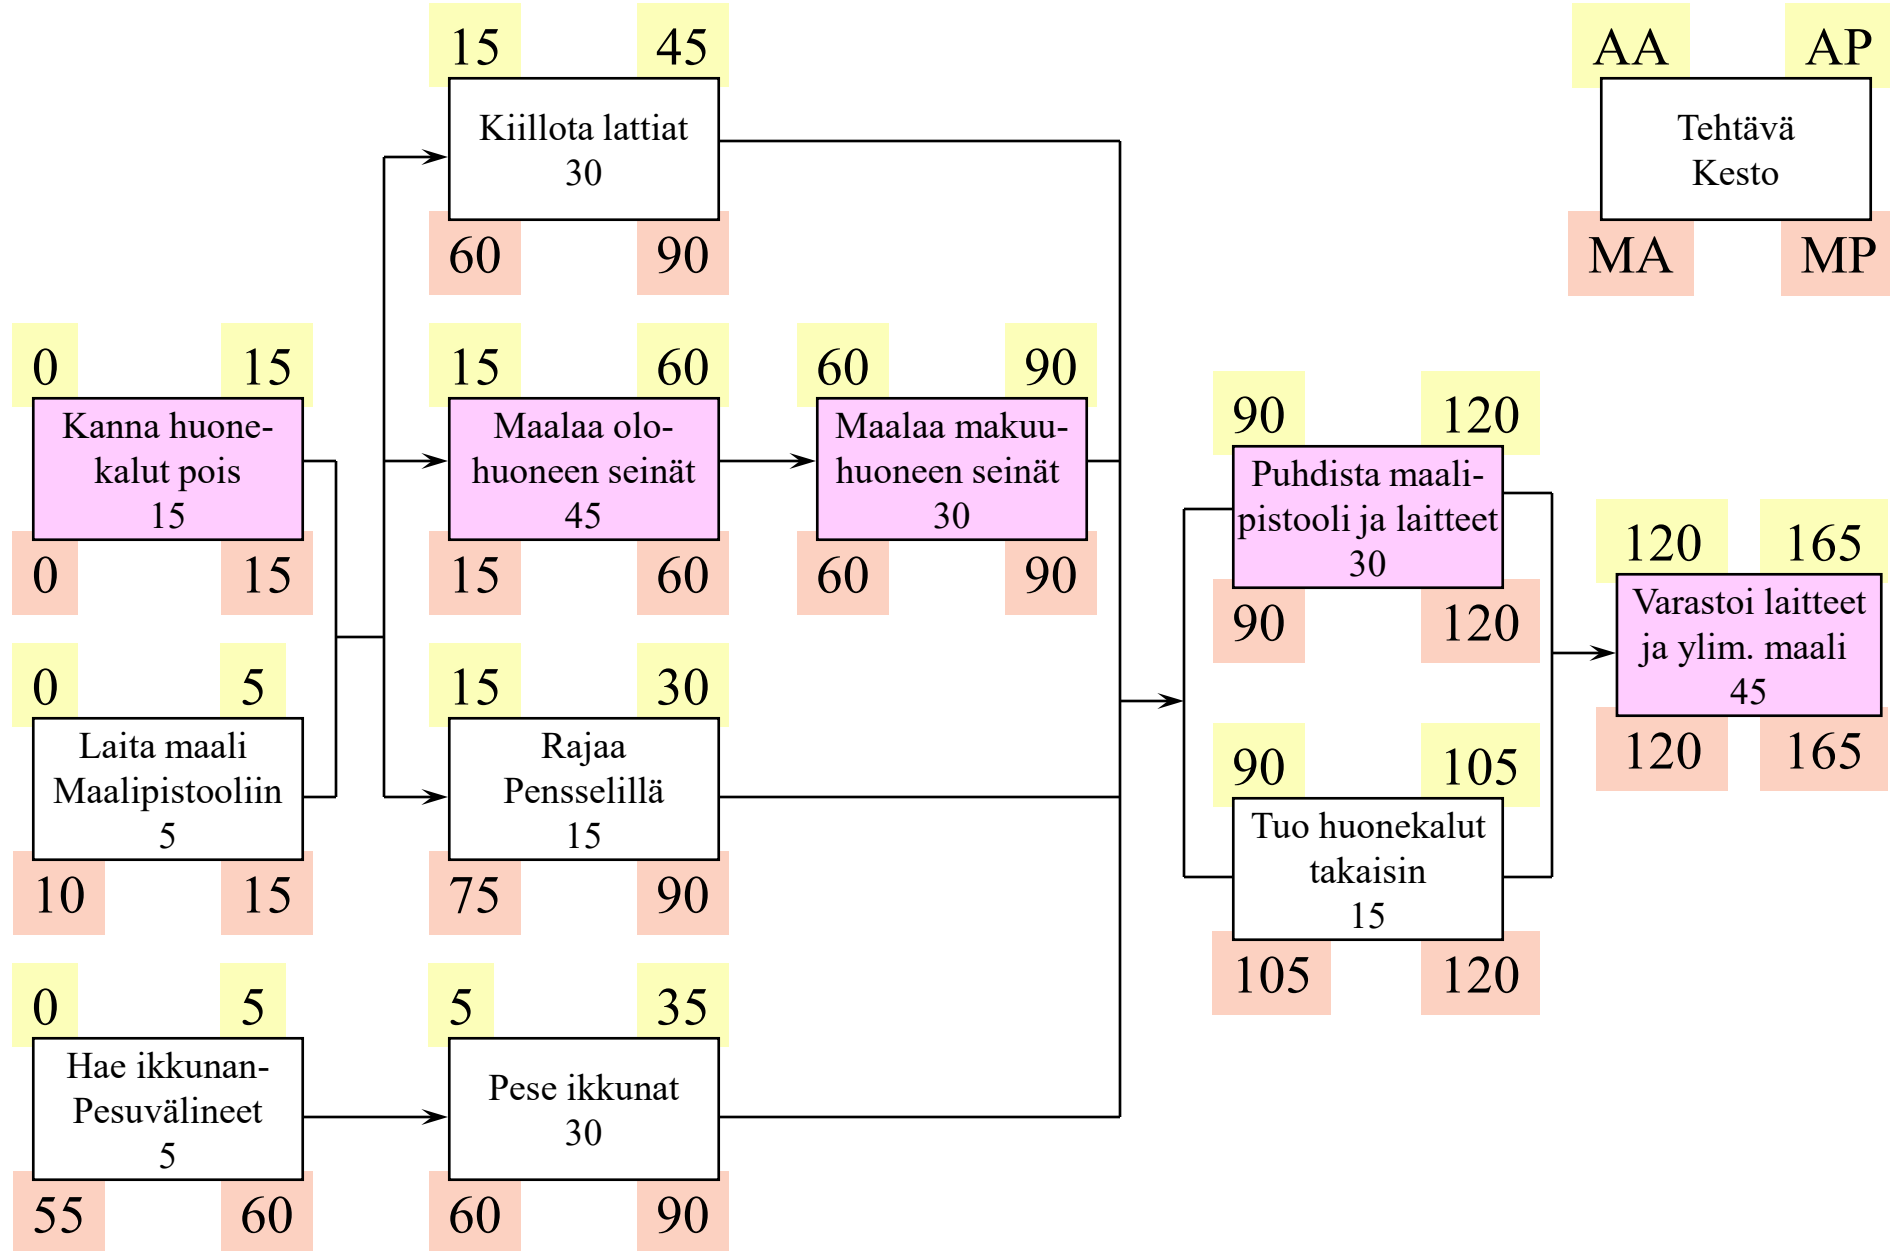 15 45
Kiillota lattiat
30
60 90
AA AP
Tehtävä
Kesto
MA MP
0 15
Kanna huone-
kalut pois
15
0 15
15 60
Maalaa olo-
huoneen seinät
45
15 60
60 90
Maalaa makuu-
huoneen seinät
30
60 90
90 120
Puhdista maali-
pistooli ja laitteet
30
90 120
120 165
Varastoi laitteet
ja ylim. maali
45
120 165
0 5
Laita maali
Maalipistooliin
5
10 15
15 30
Rajaa
Pensselillä
15
75 90
90 105
Tuo huonekalut
takaisin
15
105 120
0 5
Hae ikkunan-
Pesuvälineet
5
55 60
5 35
Pese ikkunat
30
60 90